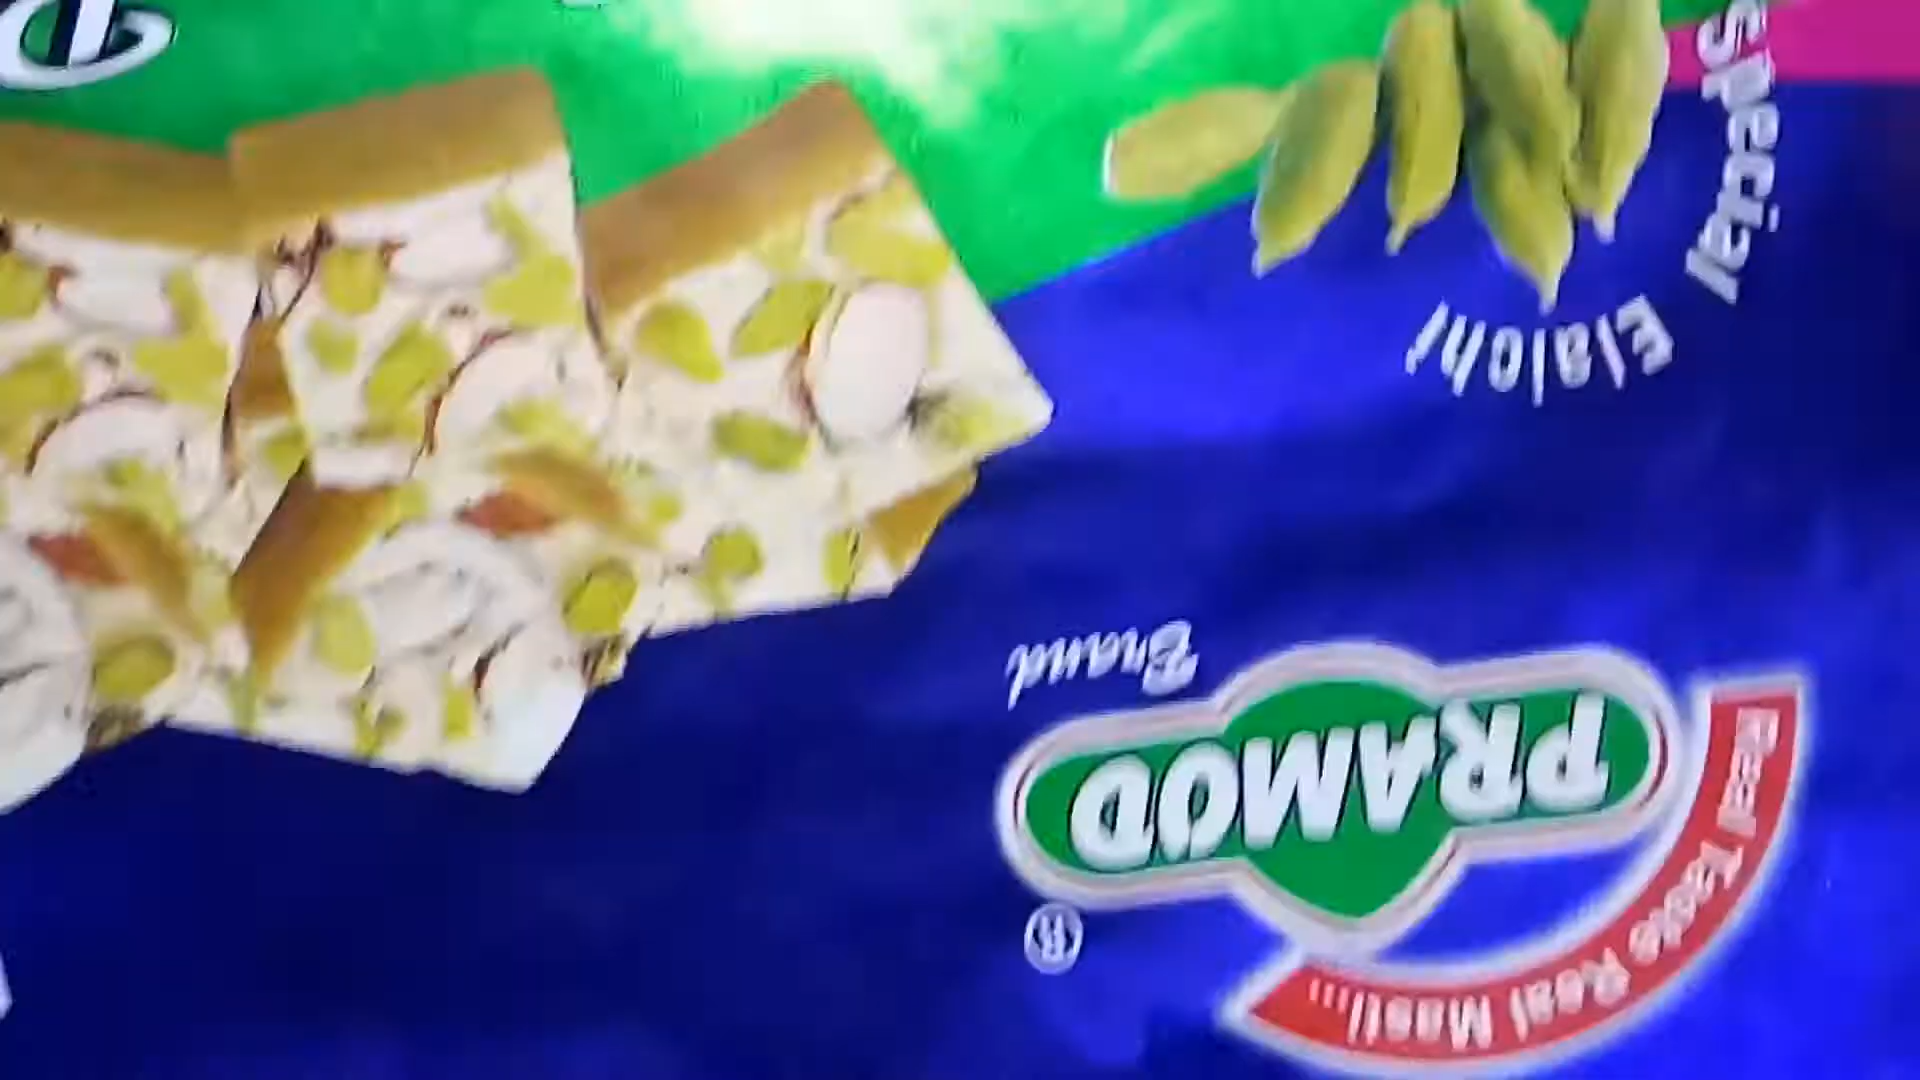 Real Taste Real Masti...
PRAMOD
®
Brand
Special
Elaichi